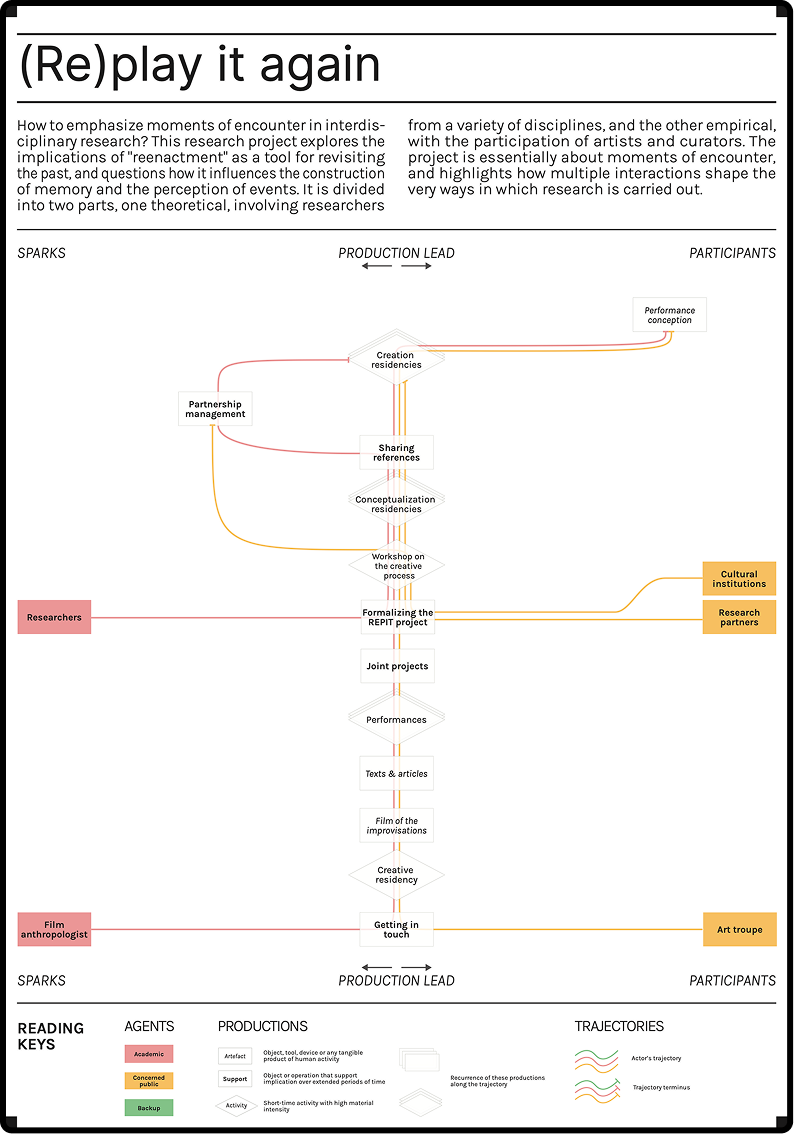 (Re)play it again
How to emphasize moments of encounter in interdis-
ciplinary research? This research project explores the
implications of "reenactment" as a tool for revisiting
the past, and questions how it influences the construction
of memory and the perception of events. It is divided
into two parts, one theoretical, involving researchers
from a variety of disciplines, and the other empirical,
with the participation of artists and curators. The
project is essentially about moments of encounter,
and highlights how multiple interactions shape the
very ways in which research is carried out.
SPARKS
PRODUCTION LEAD
PARTICIPANTS
Performance
conception
Creation
residencies
Partnership
management
Sharing
references
Conceptualization
residencies
Workshop on
the creative
process
Cultural
institutions
Researchers
Formalizing the
REPIT project
Research
partners
Joint projects
Performances
Texts & articles
Film of the
improvisations
Creative
residency
Film
anthropologist
Getting in
touch
Art troupe
SPARKS
PRODUCTION LEAD
PARTICIPANTS
READING
KEYS
AGENTS
Academic
Concerned
public
Backup
PRODUCTIONS
Artefact
Object, tool, device or any tangible
product of human activity
Support
Object or operation that support
implication over extended periods of time
Activity
Short-time activity with high material
intensity
Recurrence of these productions
along the trajectory
TRAJECTORIES
Actor's trajectory
Trajectory terminus